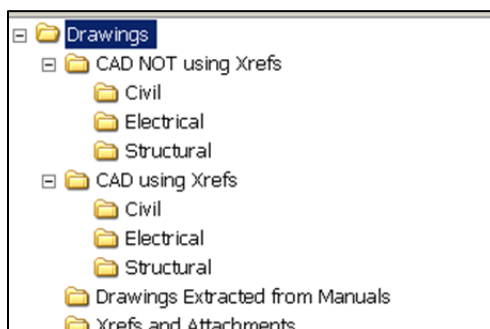 Drawings
CAD NOT using Xrefs
Civil
Electrical
Structural
CAD using Xrefs
Civil
Electrical
Structural
Drawings Extracted from Manuals
Xrefs and Attachments